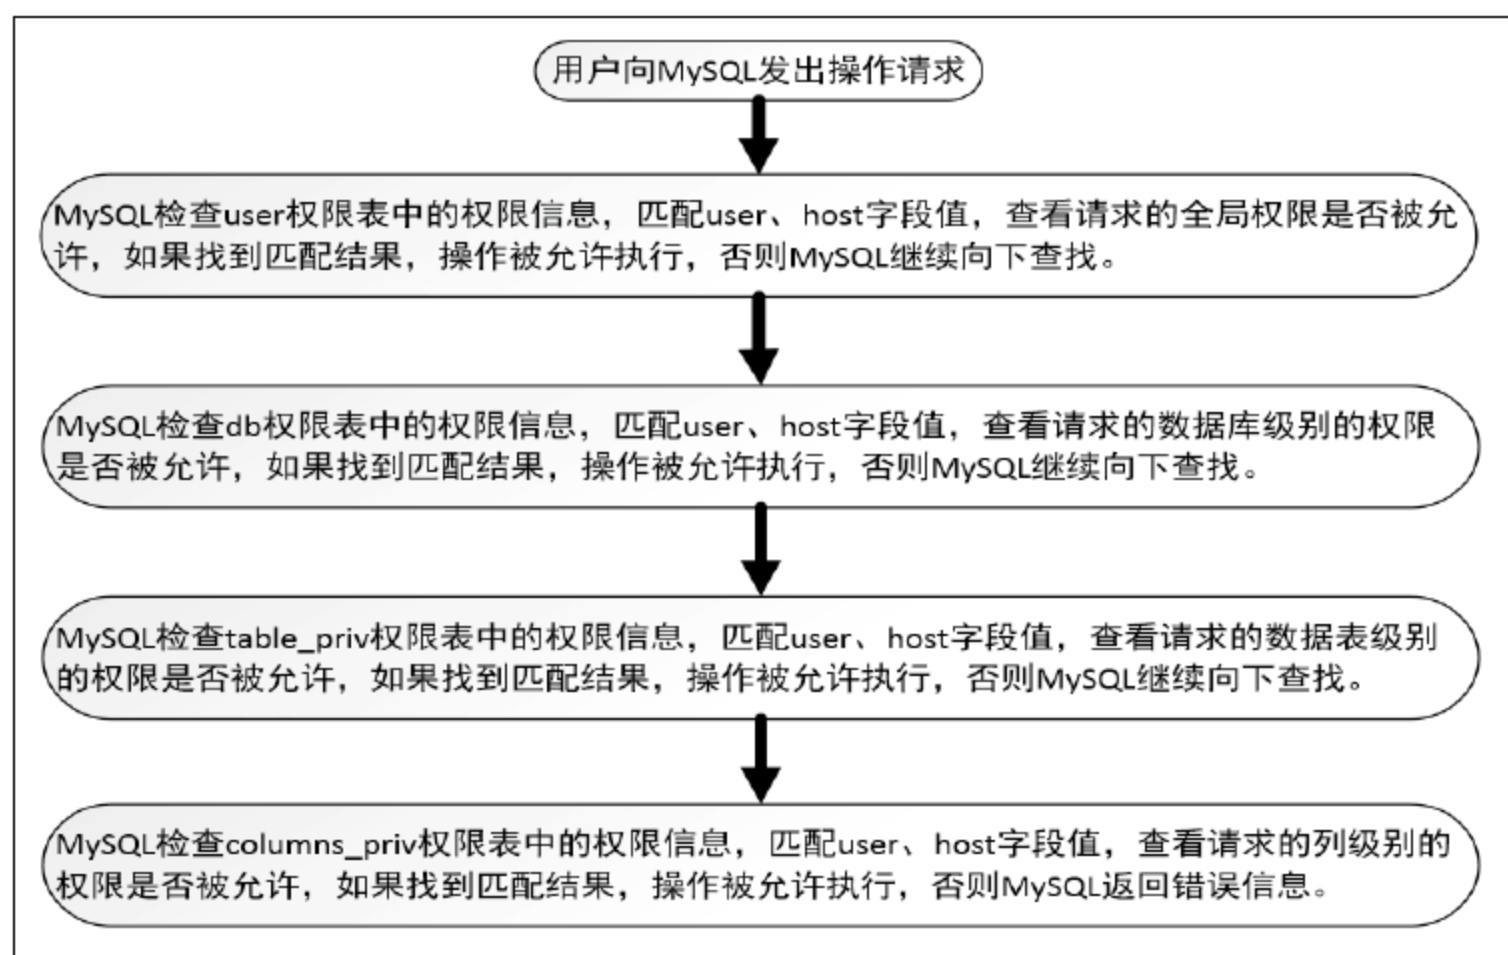 用户向MySQL发出操作请求
MySQL检查user权限表中的权限信息，匹配user、host字段值，查看请求的全局权限是否被允
许，如果找到匹配结果，操作被允许执行，否则MySQL继续向下查找。
MySQL检查db权限表中的权限信息，匹配user、host字段值，查看请求的数据库级别的权限
是否被允许，如果找到匹配结果，操作被允许执行，否则MySQL继续向下查找。
MySQL检查table_priv权限表中的权限信息，匹配user、host字段值，查看请求的数据表级别
的权限是否被允许，如果找到匹配结果，操作被允许执行，否则MySQL继续向下查找。
MySQL检查columns_priv权限表中的权限信息，匹配user、host字段值，查看请求的列级别的
权限是否被允许，如果找到匹配结果，操作被允许执行，否则MySQL返回错误信息。